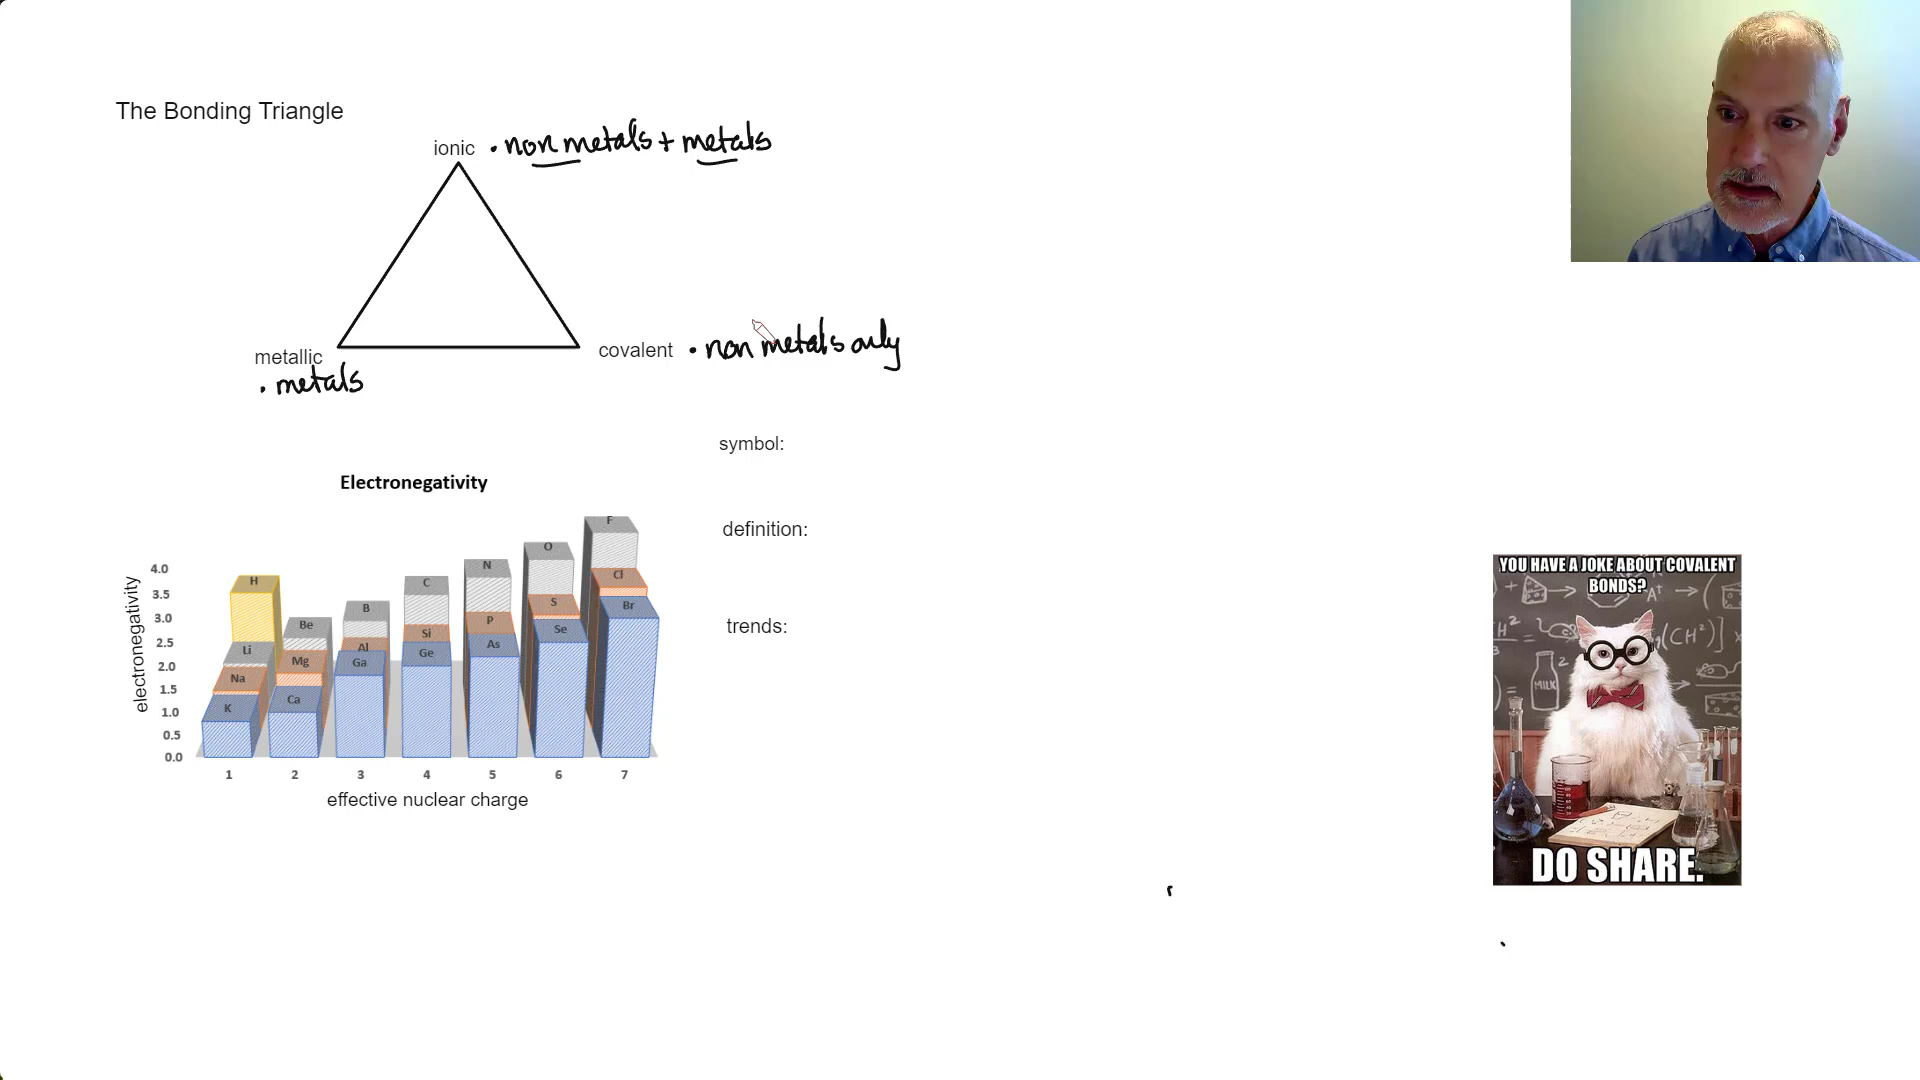 The Bonding Triangle
ionic • non metals + metals
metallic
• metals
covalent • non metals only
symbol:
definition:
trends:
Electronegativity
electronegativity
4.0
3.5
3.0
2.5
2.0
1.5
1.0
0.5
0.0
H
Li
Na
K
Be
Mg
Ca
B
Al
Ga
C
Si
Ge
N
P
As
O
S
Se
F
Cl
Br
1 2 3 4 5 6 7
effective nuclear charge
YOU HAVE A JOKE ABOUT COVALENT
BONDS?
MILK
DO SHARE.